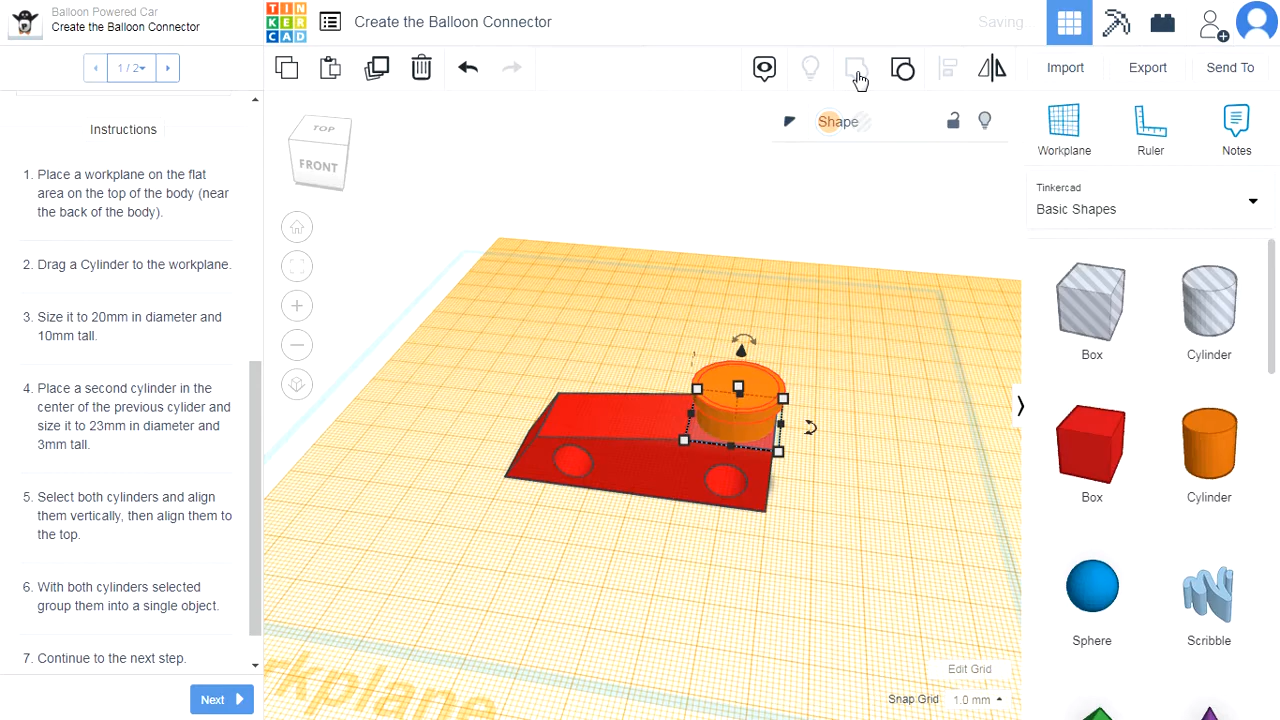 Balloon Powered Car
Create the Balloon Connector
TIN
KER
CAD
Create the Balloon Connector
Saving...
1 / 2
Import
Export
Send To
Instructions
1. Place a workplane on the flat
area on the top of the body (near
the back of the body).
2. Drag a Cylinder to the workplane.
3. Size it to 20mm in diameter and
10mm tall.
4. Place a second cylinder in the
center of the previous cylider and
size it to 23mm in diameter and
3mm tall.
5. Select both cylinders and align
them vertically, then align them to
the top.
6. With both cylinders selected
group them into a single object.
7. Continue to the next step.
Next
TOP
FRONT
Shape
rkplane
Edit Grid
Snap Grid 1.0 mm
Workplane
Ruler
Notes
Tinkercad
Basic Shapes
Box
Cylinder
Box
Cylinder
Sphere
Scribble